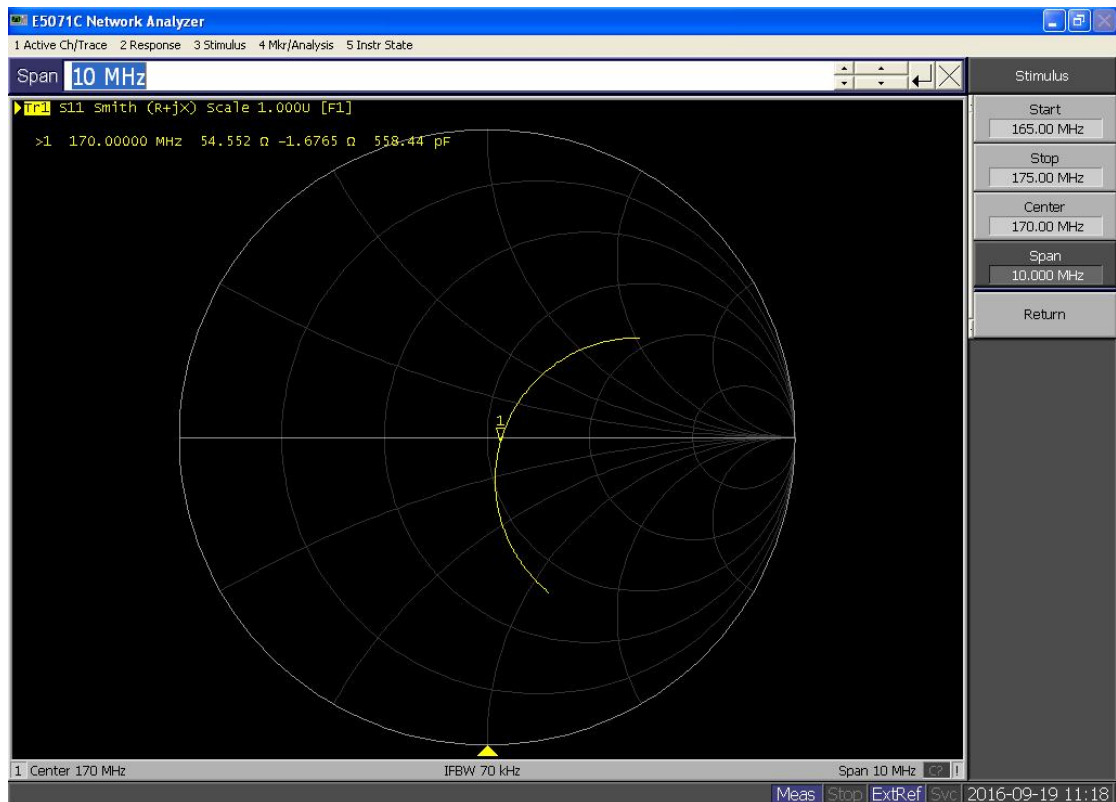 E5071C Network Analyzer
1 Active Ch/Trace 2 Response 3 Stimulus 4 Mkr/Analysis 5 Instr State
Span 10 MHz
Tr1 S11 Smith (R+jX) Scale 1.000U [F1]
>1 170.00000 MHz 54.552 Ω -1.6765 Ω 558.44 pF
1
Stimulus
Start
165.00 MHz
Stop
175.00 MHz
Center
170.00 MHz
Span
10.000 MHz
Return
1 Center 170 MHz IFBW 70 kHz Span 10 MHz C? !
Meas Stop ExtRef Svc 2016-09-19 11:18